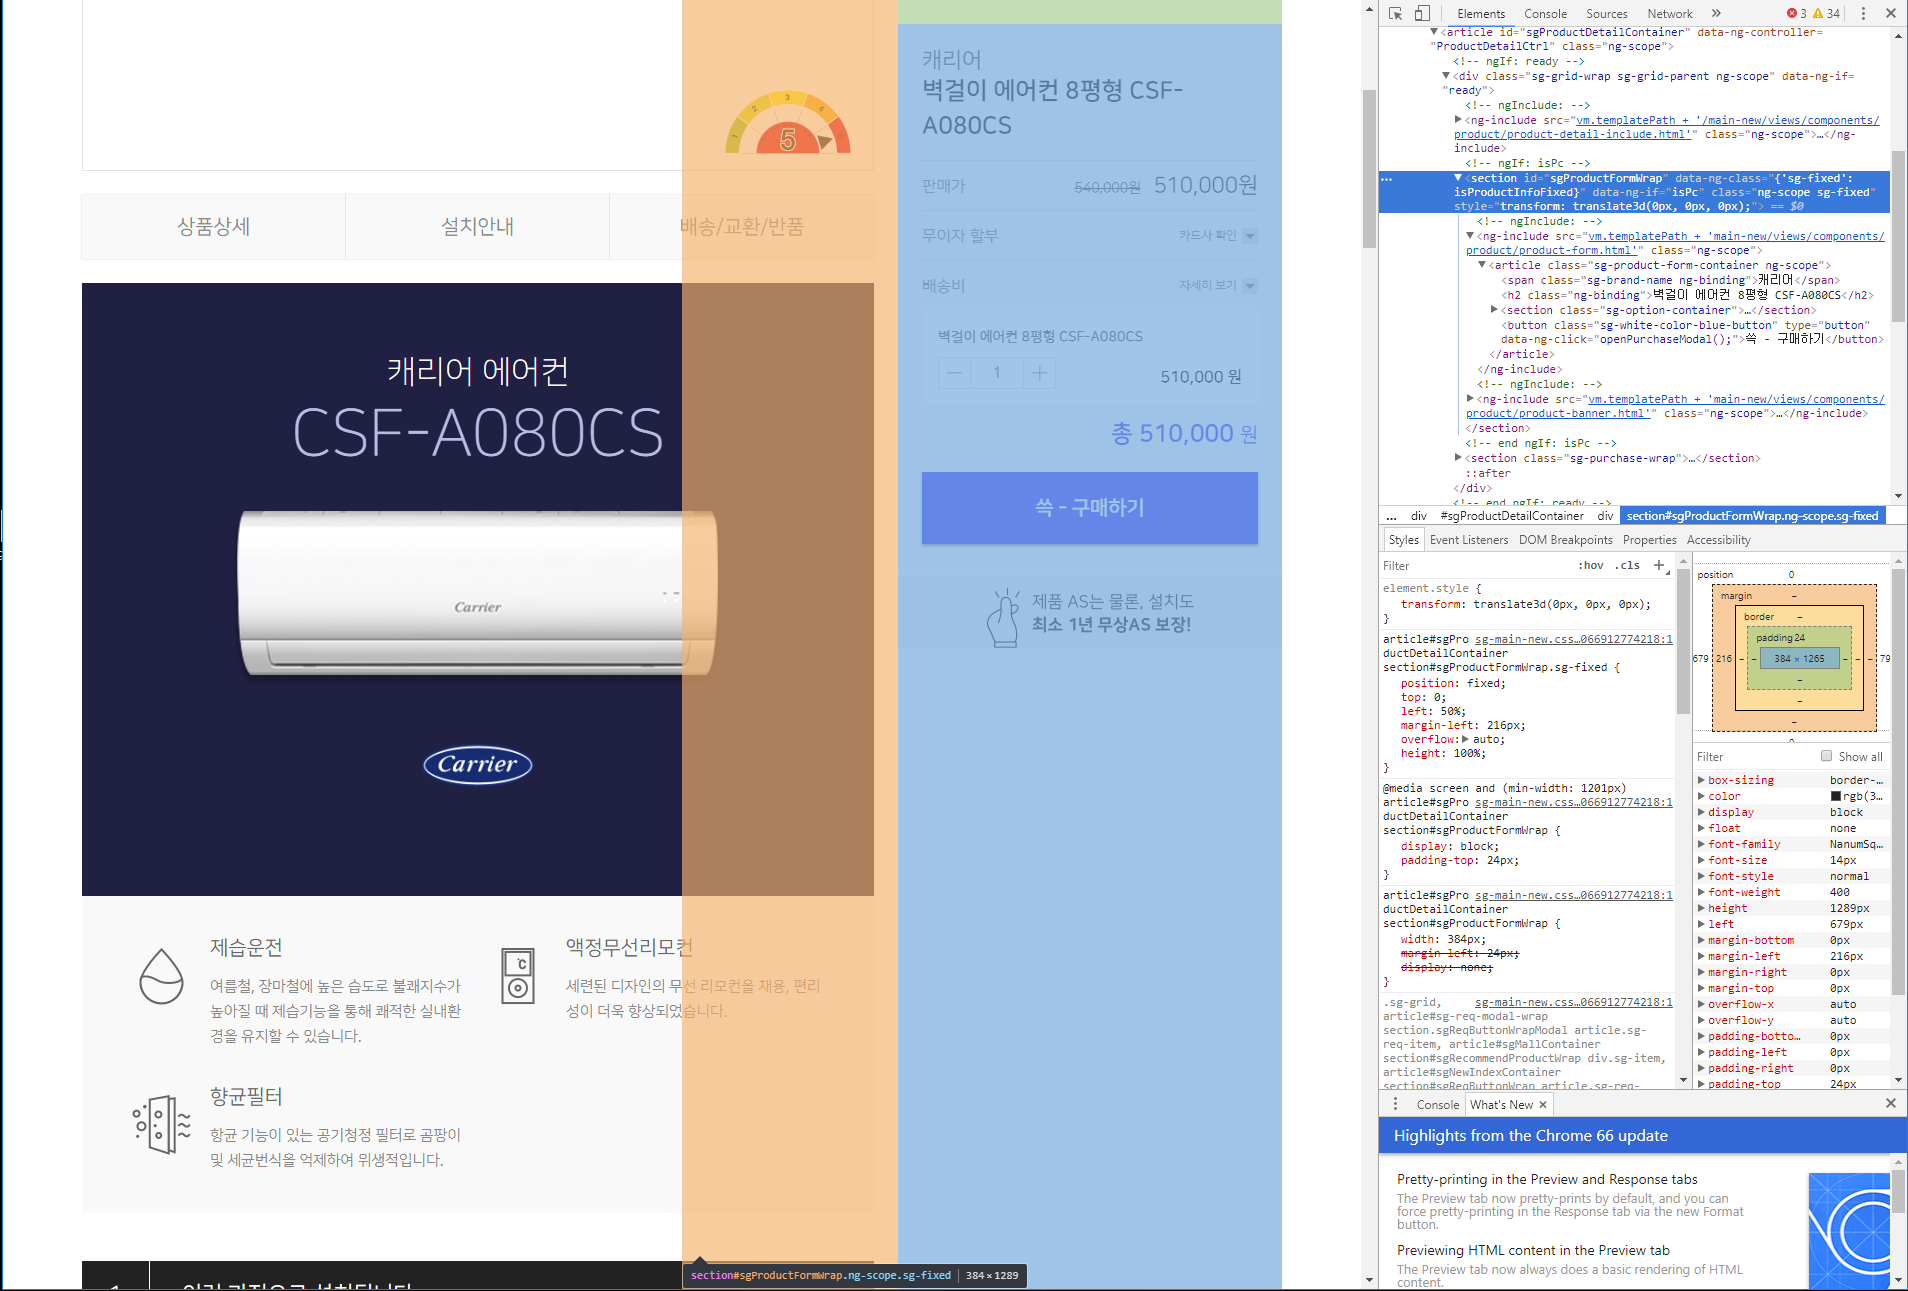 1
2
3
4
5
상품상세
설치안내
배송/교환/반품
캐리어 에어컨
CSF-A080CS
Carrier
Carrier
제습운전
여름철, 장마철에 높은 습도로 불쾌지수가
높아질 때 제습기능을 통해 쾌적한 실내환
경을 유지할 수 있습니다.
액정무선리모컨
세련된 디자인의 무선 리모컨을 채용, 편리
성이 더욱 향상되었습니다.
℃
향균필터
항균 기능이 있는 공기청정 필터로 곰팡이
및 세균번식을 억제하여 위생적입니다.
캐리어
벽걸이 에어컨 8평형 CSF-
A080CS
판매가 540,000원 510,000원
무이자 할부 카드사 확인
배송비 자세히 보기
벽걸이 에어컨 8평형 CSF-A080CS
1 510,000 원
총 510,000 원
쓱 - 구매하기
제품 AS는 물론, 설치도
최소 1년 무상AS 보장!
section#sgProductFormWrap.ng-scope.sg-fixed | 384×1289
Elements Console Sources Network » 3 34
<article id="sgProductDetailContainer" data-ng-controller=
"ProductDetailCtrl" class="ng-scope">
<!-- ngIf: ready -->
<div class="sg-grid-wrap sg-grid-parent ng-scope" data-ng-if=
"ready">
<!-- ngInclude: -->
<ng-include src="vm.templatePath + '/main-new/views/components/
product/product-detail-include.html'" class="ng-scope">…</ng-
include>
<!-- ngIf: isPc -->
<section id="sgProductFormWrap" data-ng-class="{'sg-fixed':
isProductInfoFixed}" data-ng-if="isPc" class="ng-scope sg-fixed"
style="transform: translate3d(0px, 0px, 0px);"> == $0
<!-- ngInclude: -->
<ng-include src="vm.templatePath + 'main-new/views/components/
product/product-form.html'" class="ng-scope">
<article class="sg-product-form-container ng-scope">
<span class="sg-brand-name ng-binding">캐리어</span>
<h2 class="ng-binding">벽걸이 에어컨 8평형 CSF-A080CS</h2>
<section class="sg-option-container">…</section>
<button class="sg-white-color-blue-button" type="button"
data-ng-click="openPurchaseModal();">쓱 - 구매하기</button>
</article>
</ng-include>
<!-- ngInclude: -->
<ng-include src="vm.templatePath + 'main-new/views/components/
product/product-banner.html'" class="ng-scope">…</ng-include>
</section>
<!-- end ngIf: isPc -->
<section class="sg-purchase-wrap">…</section>
::after
</div>
<!-- end ngIf: ready -->
... div #sgProductDetailContainer div section#sgProductFormWrap.ng-scope.sg-fixed
Styles Event Listeners DOM Breakpoints Properties Accessibility
Filter :hov .cls +
element.style {
transform: translate3d(0px, 0px, 0px);
}
article#sgPro sg-main-new.css…066912774218:1
ductDetailContainer
section#sgProductFormWrap.sg-fixed {
position: fixed;
top: 0;
left: 50%;
margin-left: 216px;
overflow: auto;
height: 100%;
}
@media screen and (min-width: 1201px)
article#sgPro sg-main-new.css…066912774218:1
ductDetailContainer
section#sgProductFormWrap {
display: block;
padding-top: 24px;
}
article#sgPro sg-main-new.css…066912774218:1
ductDetailContainer
section#sgProductFormWrap {
width: 384px;
margin-left: 24px;
display: none;
}
.sg-grid, sg-main-new.css…066912774218:1
article#sg-req-modal-wrap
section.sgReqButtonWrapModal article.sg-
req-item, article#sgMallContainer
section#sgRecommendProductWrap div.sg-item,
article#sgNewIndexContainer
section#sgReqButtonWrap article.sg-req-
position 0
margin –
border –
padding 24
679 216 – – 384 × 1265 – – – 79
–
–
–
Filter Show all
box-sizing border-…
color rgb(3…
display block
float none
font-family NanumSq…
font-size 14px
font-style normal
font-weight 400
height 1289px
left 679px
margin-bottom 0px
margin-left 216px
margin-right 0px
margin-top 0px
overflow-x auto
overflow-y auto
padding-botto… 0px
padding-left 0px
padding-right 0px
padding-top 24px
Console What's New ×
Highlights from the Chrome 66 update
Pretty-printing in the Preview and Response tabs
The Preview tab now pretty-prints by default, and you can
force pretty-printing in the Response tab via the new Format
button.
Previewing HTML content in the Preview tab
The Preview tab now always does a basic rendering of HTML
content.